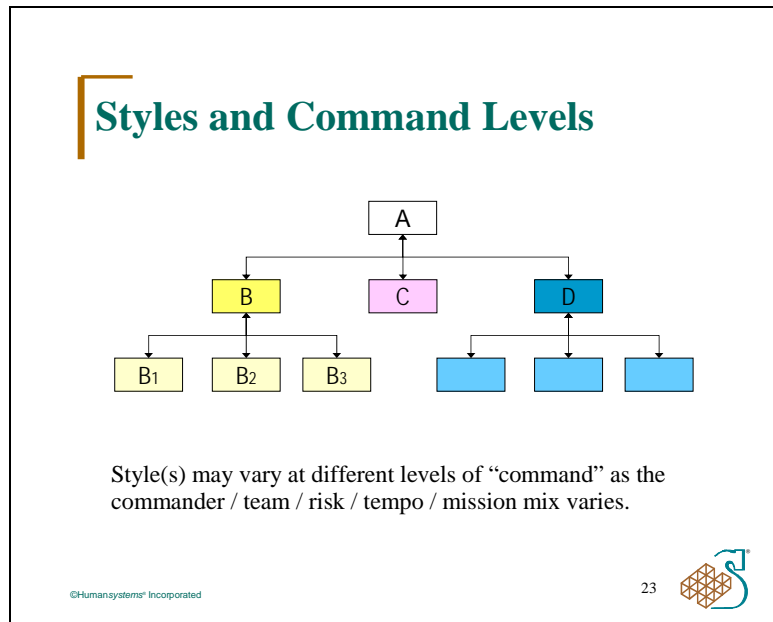 Styles and Command Levels
A
B C D
B1 B2 B3
Style(s) may vary at different levels of “command” as the
commander / team / risk / tempo / mission mix varies.
©Humansystems® Incorporated
23
®